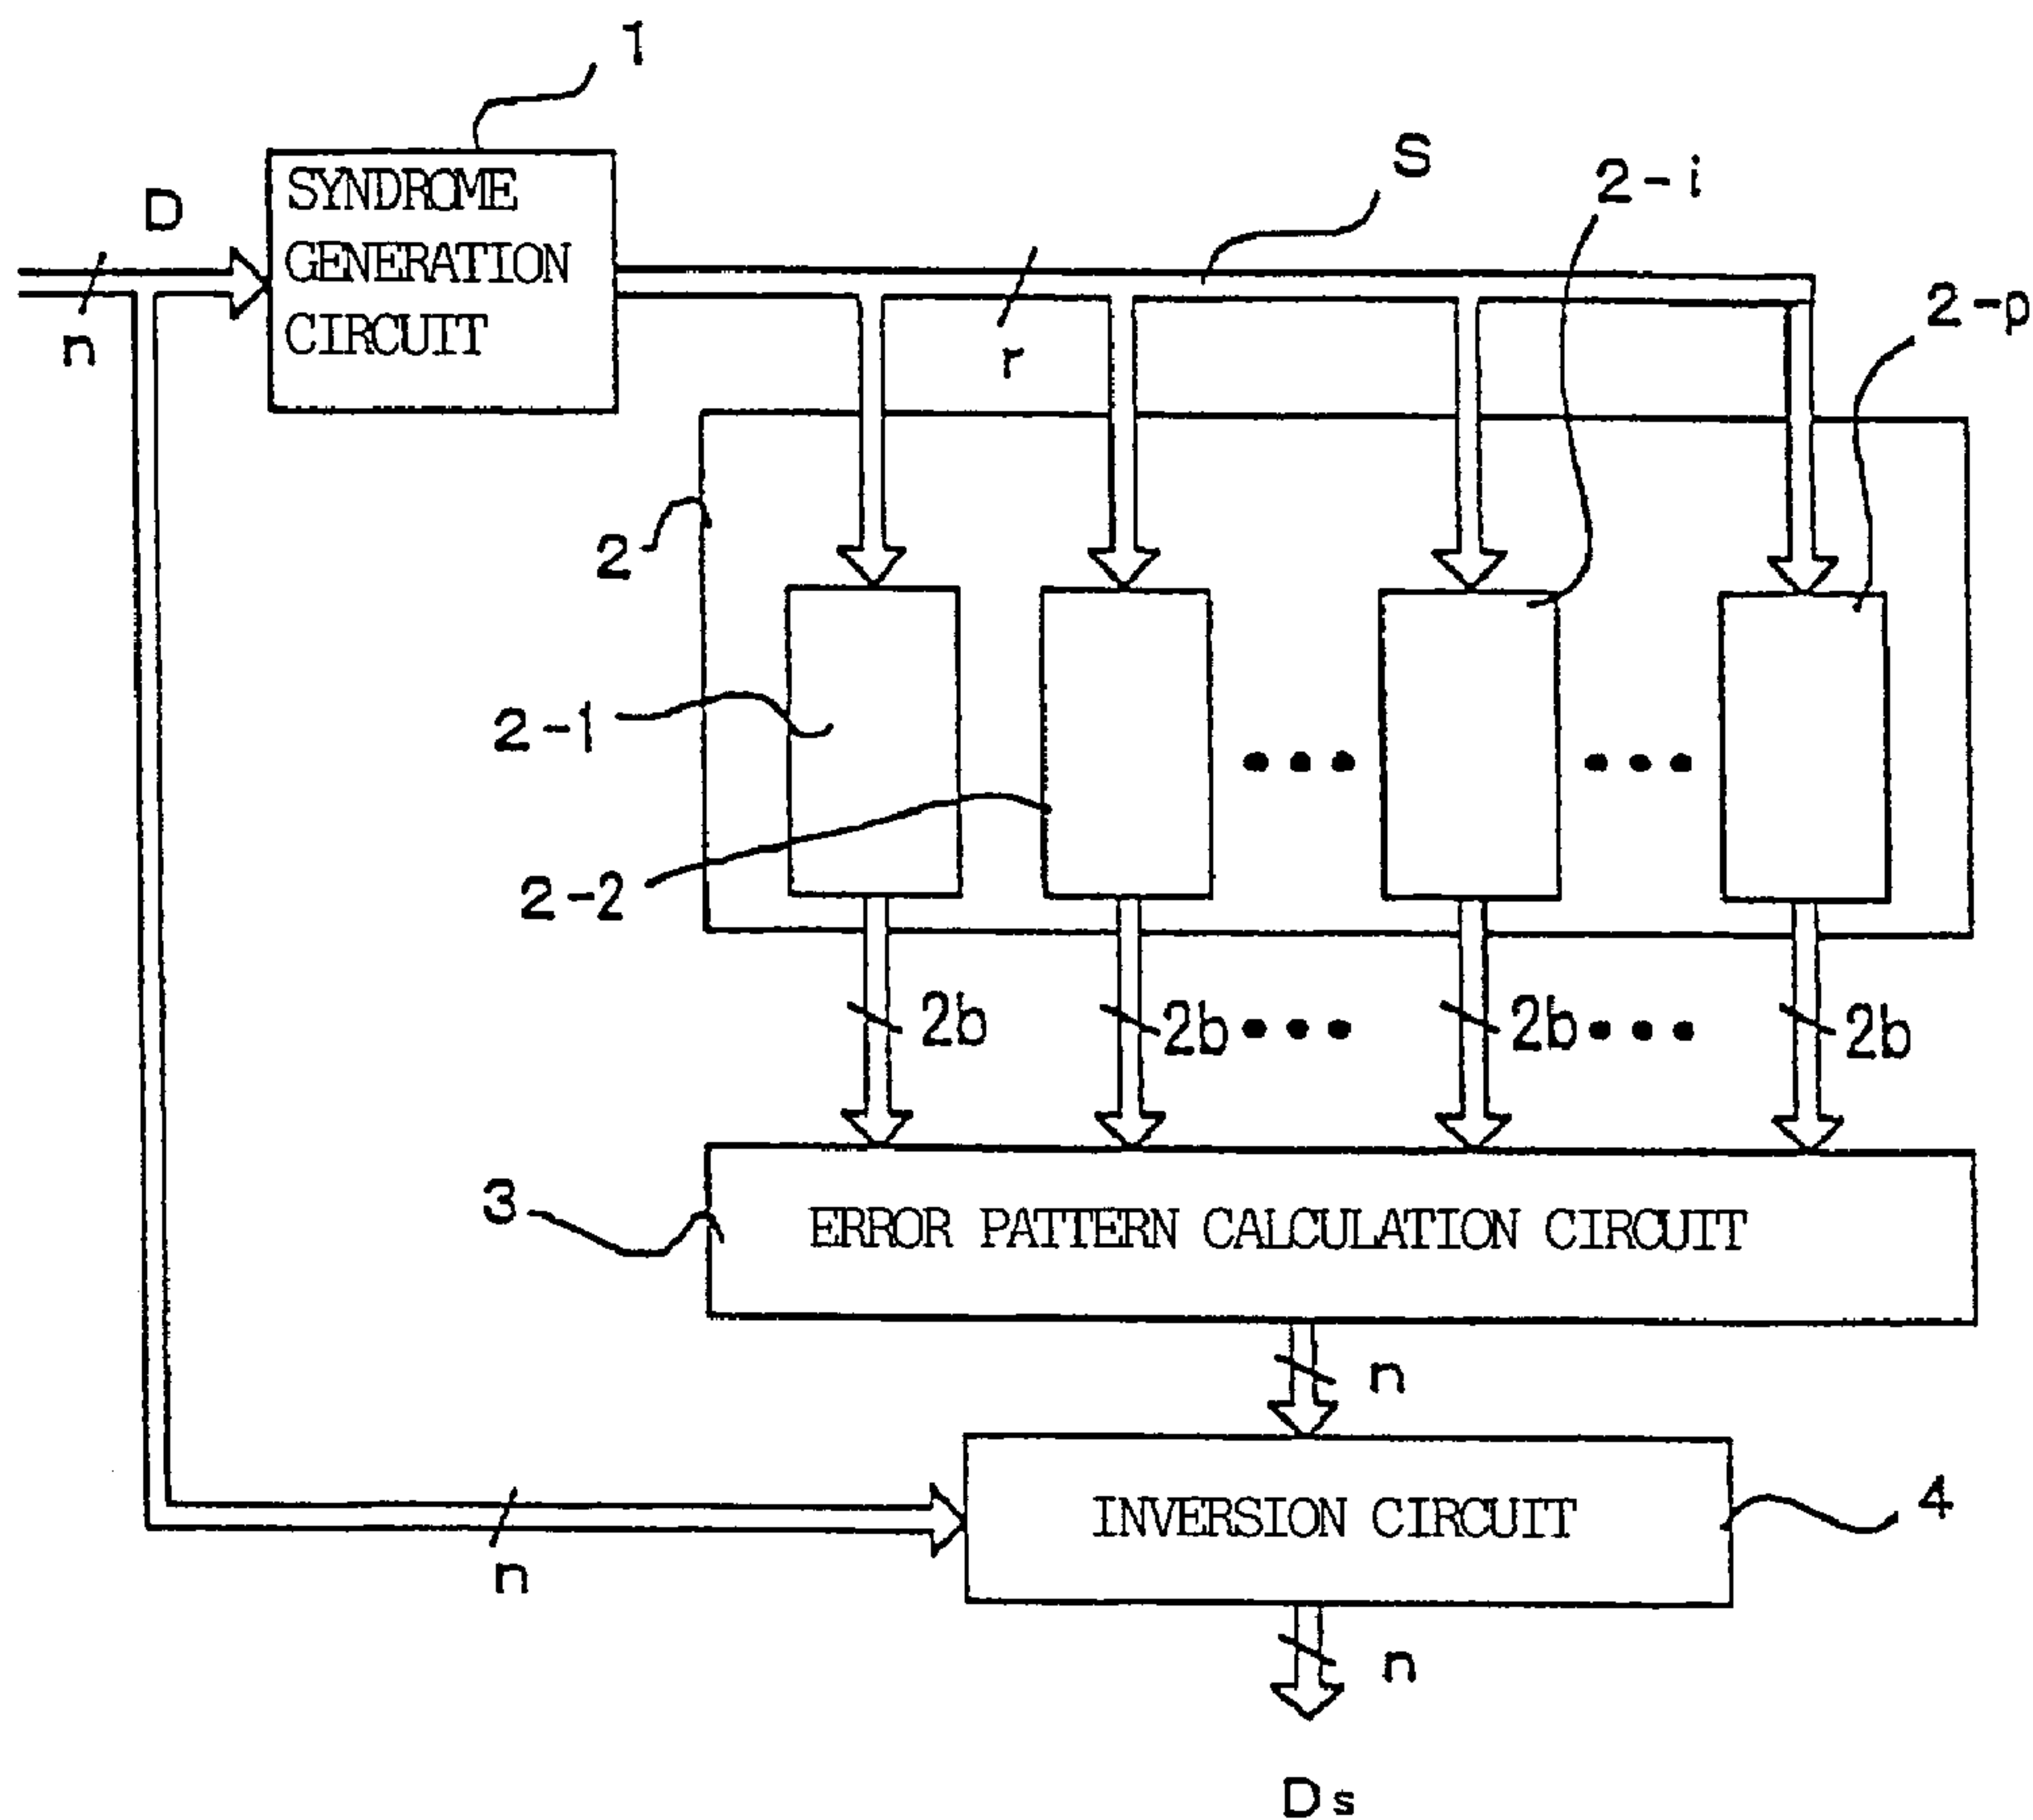 1
D
n
SYNDROME
GENERATION
CIRCUIT
S
r
2-i
2-p
2
2-1
2-2
2b
2b
2b
2b
3
ERROR PATTERN CALCULATION CIRCUIT
n
INVERSION CIRCUIT
4
n
n
Ds